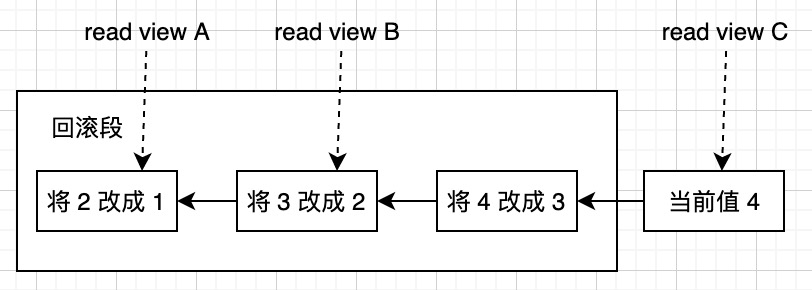 read view A
read view B
read view C
回滚段
将 2 改成 1
将 3 改成 2
将 4 改成 3
当前值 4